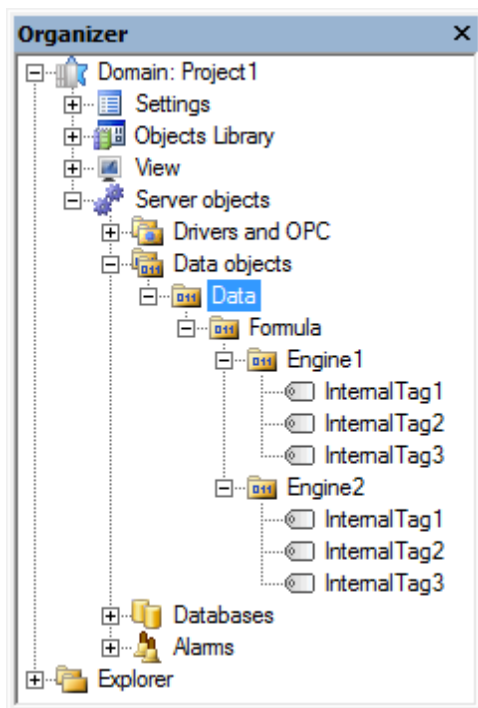 Organizer
Domain: Project1
Settings
Objects Library
View
Server objects
Drivers and OPC
Data objects
Data
Formula
Engine1
InternalTag1
InternalTag2
InternalTag3
Engine2
InternalTag1
InternalTag2
InternalTag3
Databases
Alarms
Explorer